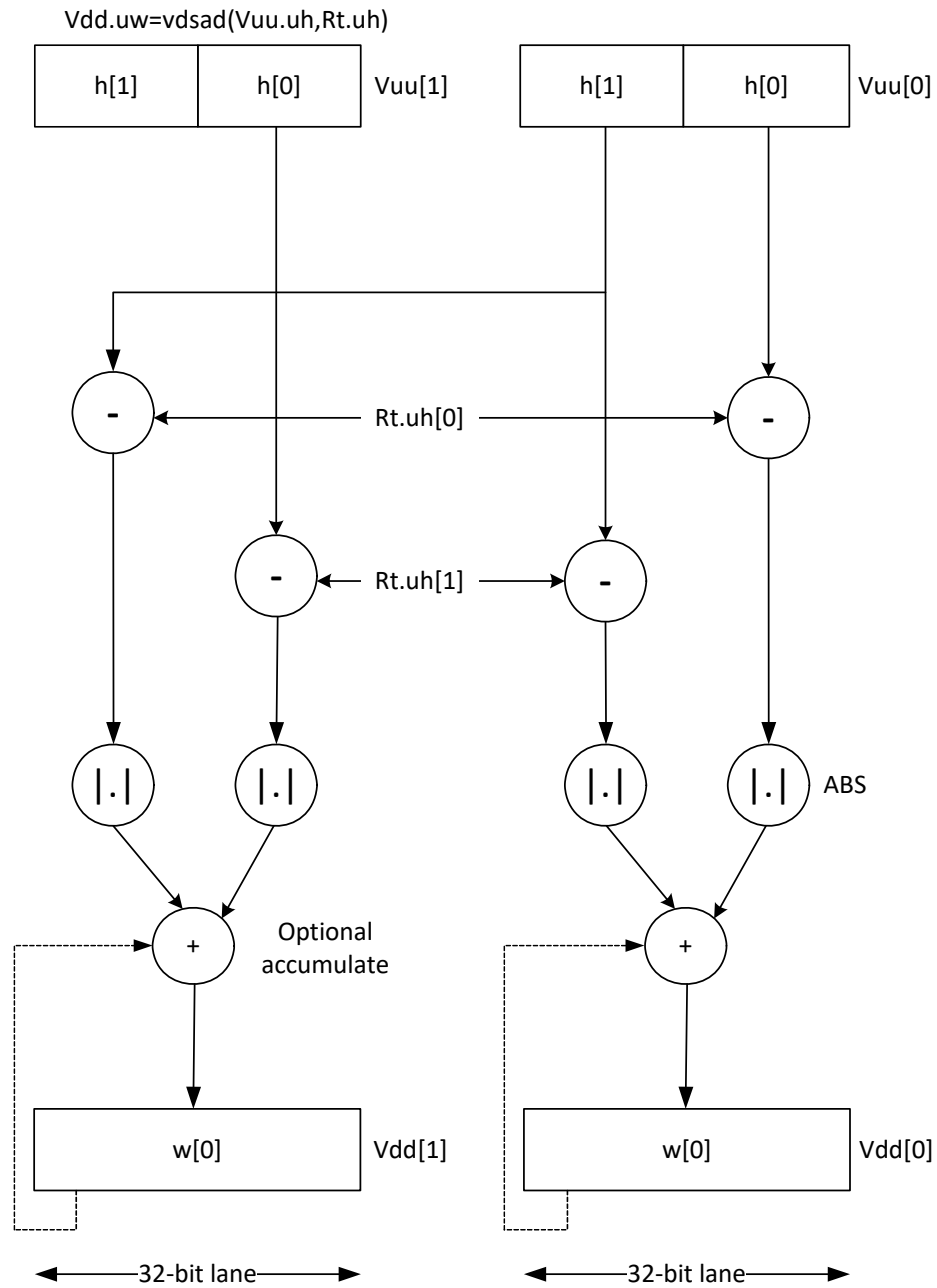 Vdd.uw=vdsad(Vuu.uh,Rt.uh)
h[1] h[0] Vuu[1] h[1] h[0] Vuu[0]
- Rt.uh[0] -
- Rt.uh[1] -
|.| |.| |.| |.| ABS
+ Optional +
accumulate
w[0] Vdd[1] w[0] Vdd[0]
32-bit lane 32-bit lane